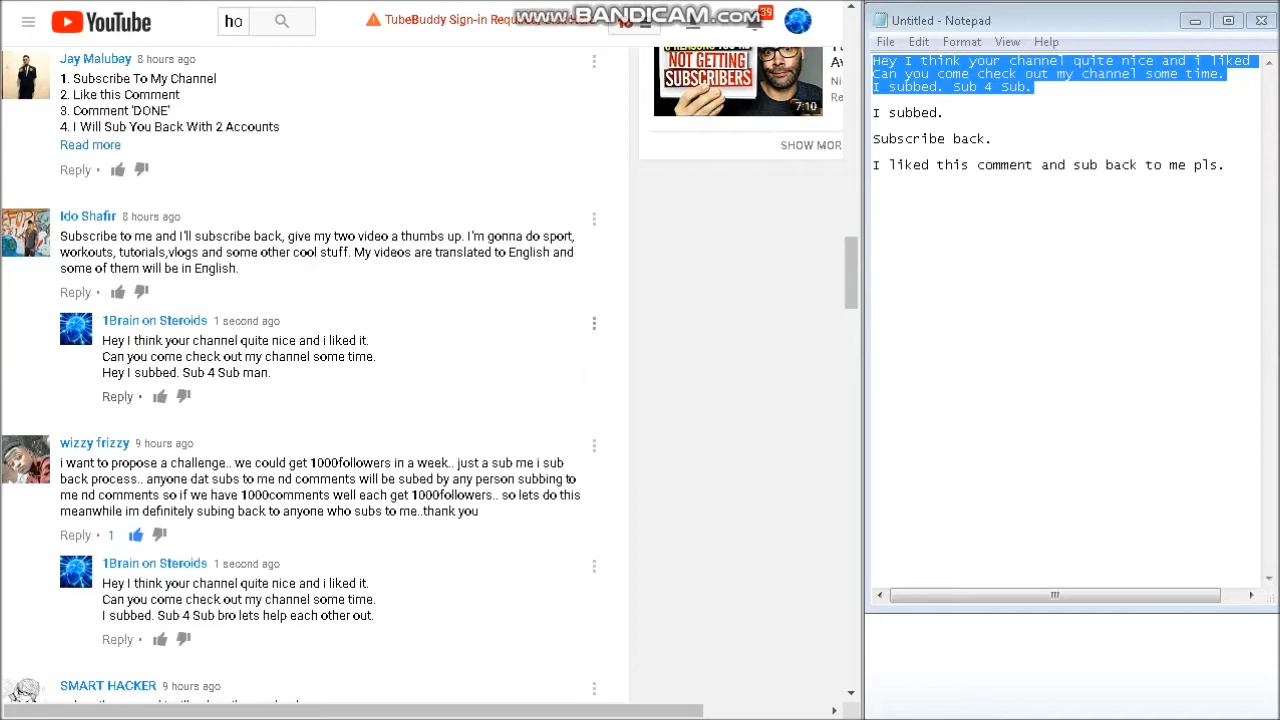 YouTube
ho
TubeBuddy Sign-in
www.BANDICAM.com
39
Jay Malubay 8 hours ago
1. Subscribe To My Channel
2. Like this Comment
3. Comment 'DONE'
4. I Will Sub You Back With 2 Accounts
Read more
Reply
Ido Shafir 8 hours ago
Subscribe to me and I'll subscribe back, give my two video a thumbs up. I'm gonna do sport,
workouts, tutorials,vlogs and some other cool stuff. My videos are translated to English and
some of them will be in English.
Reply
1Brain on Steroids 1 second ago
Hey I think your channel quite nice and i liked it.
Can you come check out my channel some time.
Hey I subbed. Sub 4 Sub man.
Reply
wizzy frizzy 9 hours ago
i want to propose a challenge.. we could get 1000followers in a week.. just a sub me i sub
back process.. anyone dat subs to me nd comments will be subed by any person subbing to
me nd comments so if we have 1000comments well each get 1000followers.. so lets do this
meanwhile im definitely subing back to anyone who subs to me..thank you
Reply 1
1Brain on Steroids 1 second ago
Hey I think your channel quite nice and i liked it.
Can you come check out my channel some time.
I subbed. Sub 4 Sub bro lets help each other out.
Reply
SMART HACKER 9 hours ago
NOT GETTING
SUBSCRIBERS
7:10
SHOW MOR
Untitled - Notepad
File Edit Format View Help
Hey I think your channel quite nice and i liked
Can you come check out my channel some time.
I subbed. Sub 4 Sub.
I subbed.
Subscribe back.
I liked this comment and sub back to me pls.